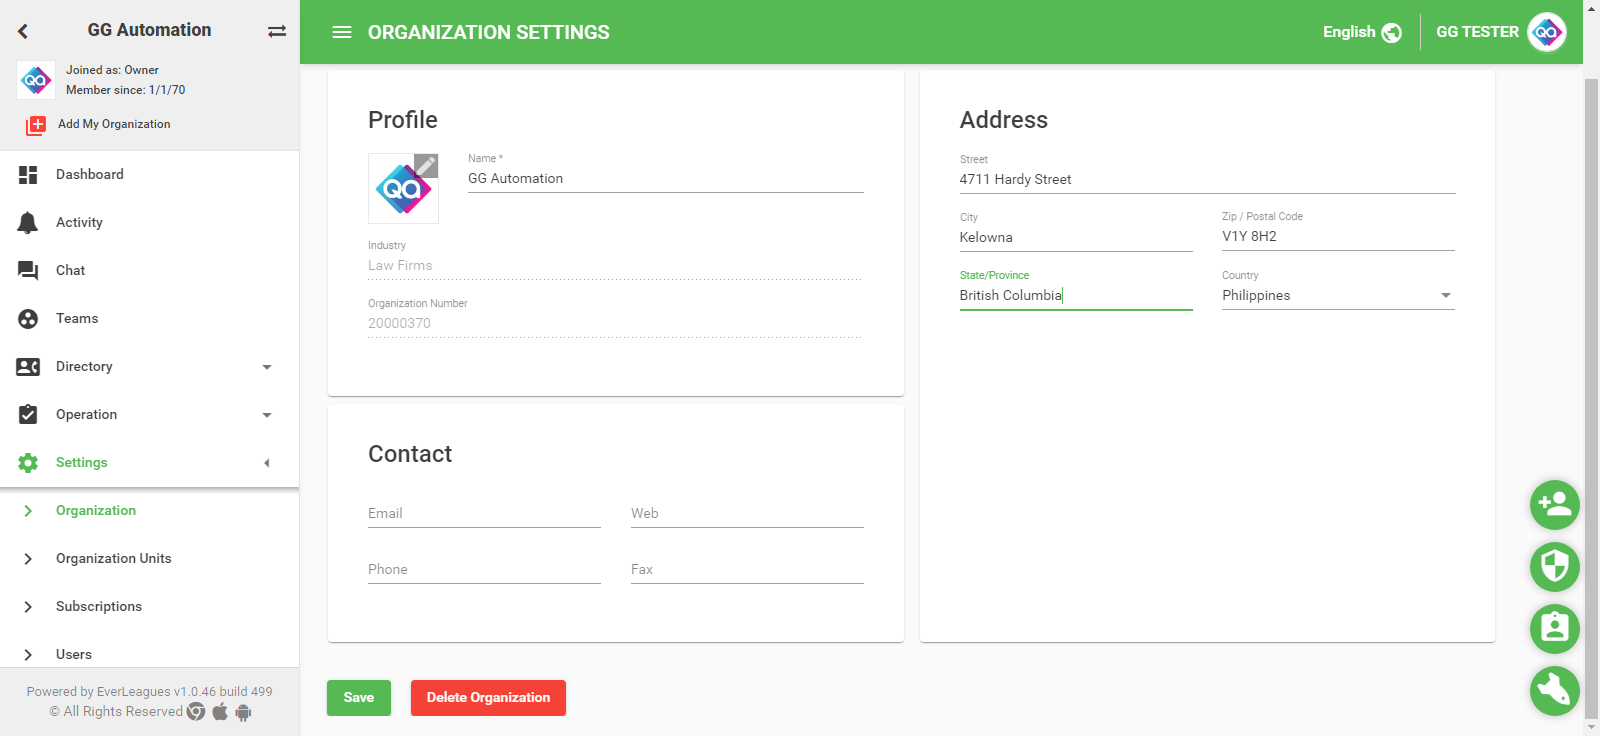 GG Automation
Joined as: Owner
Member since: 1/1/70
Add My Organization
Dashboard
Activity
Chat
Teams
Directory
Operation
Settings
Organization
Organization Units
Subscriptions
Users
Powered by EverLeagues v1.0.46 build 499
© All Rights Reserved
ORGANIZATION SETTINGS
English
GG TESTER
Profile
Name *
GG Automation
Industry
Law Firms
Organization Number
20000370
Contact
Email
Web
Phone
Fax
Address
Street
4711 Hardy Street
City
Zip / Postal Code
Kelowna
V1Y 8H2
State/Province
Country
British Columbia
Philippines
Save
Delete Organization
QA
QA
QA